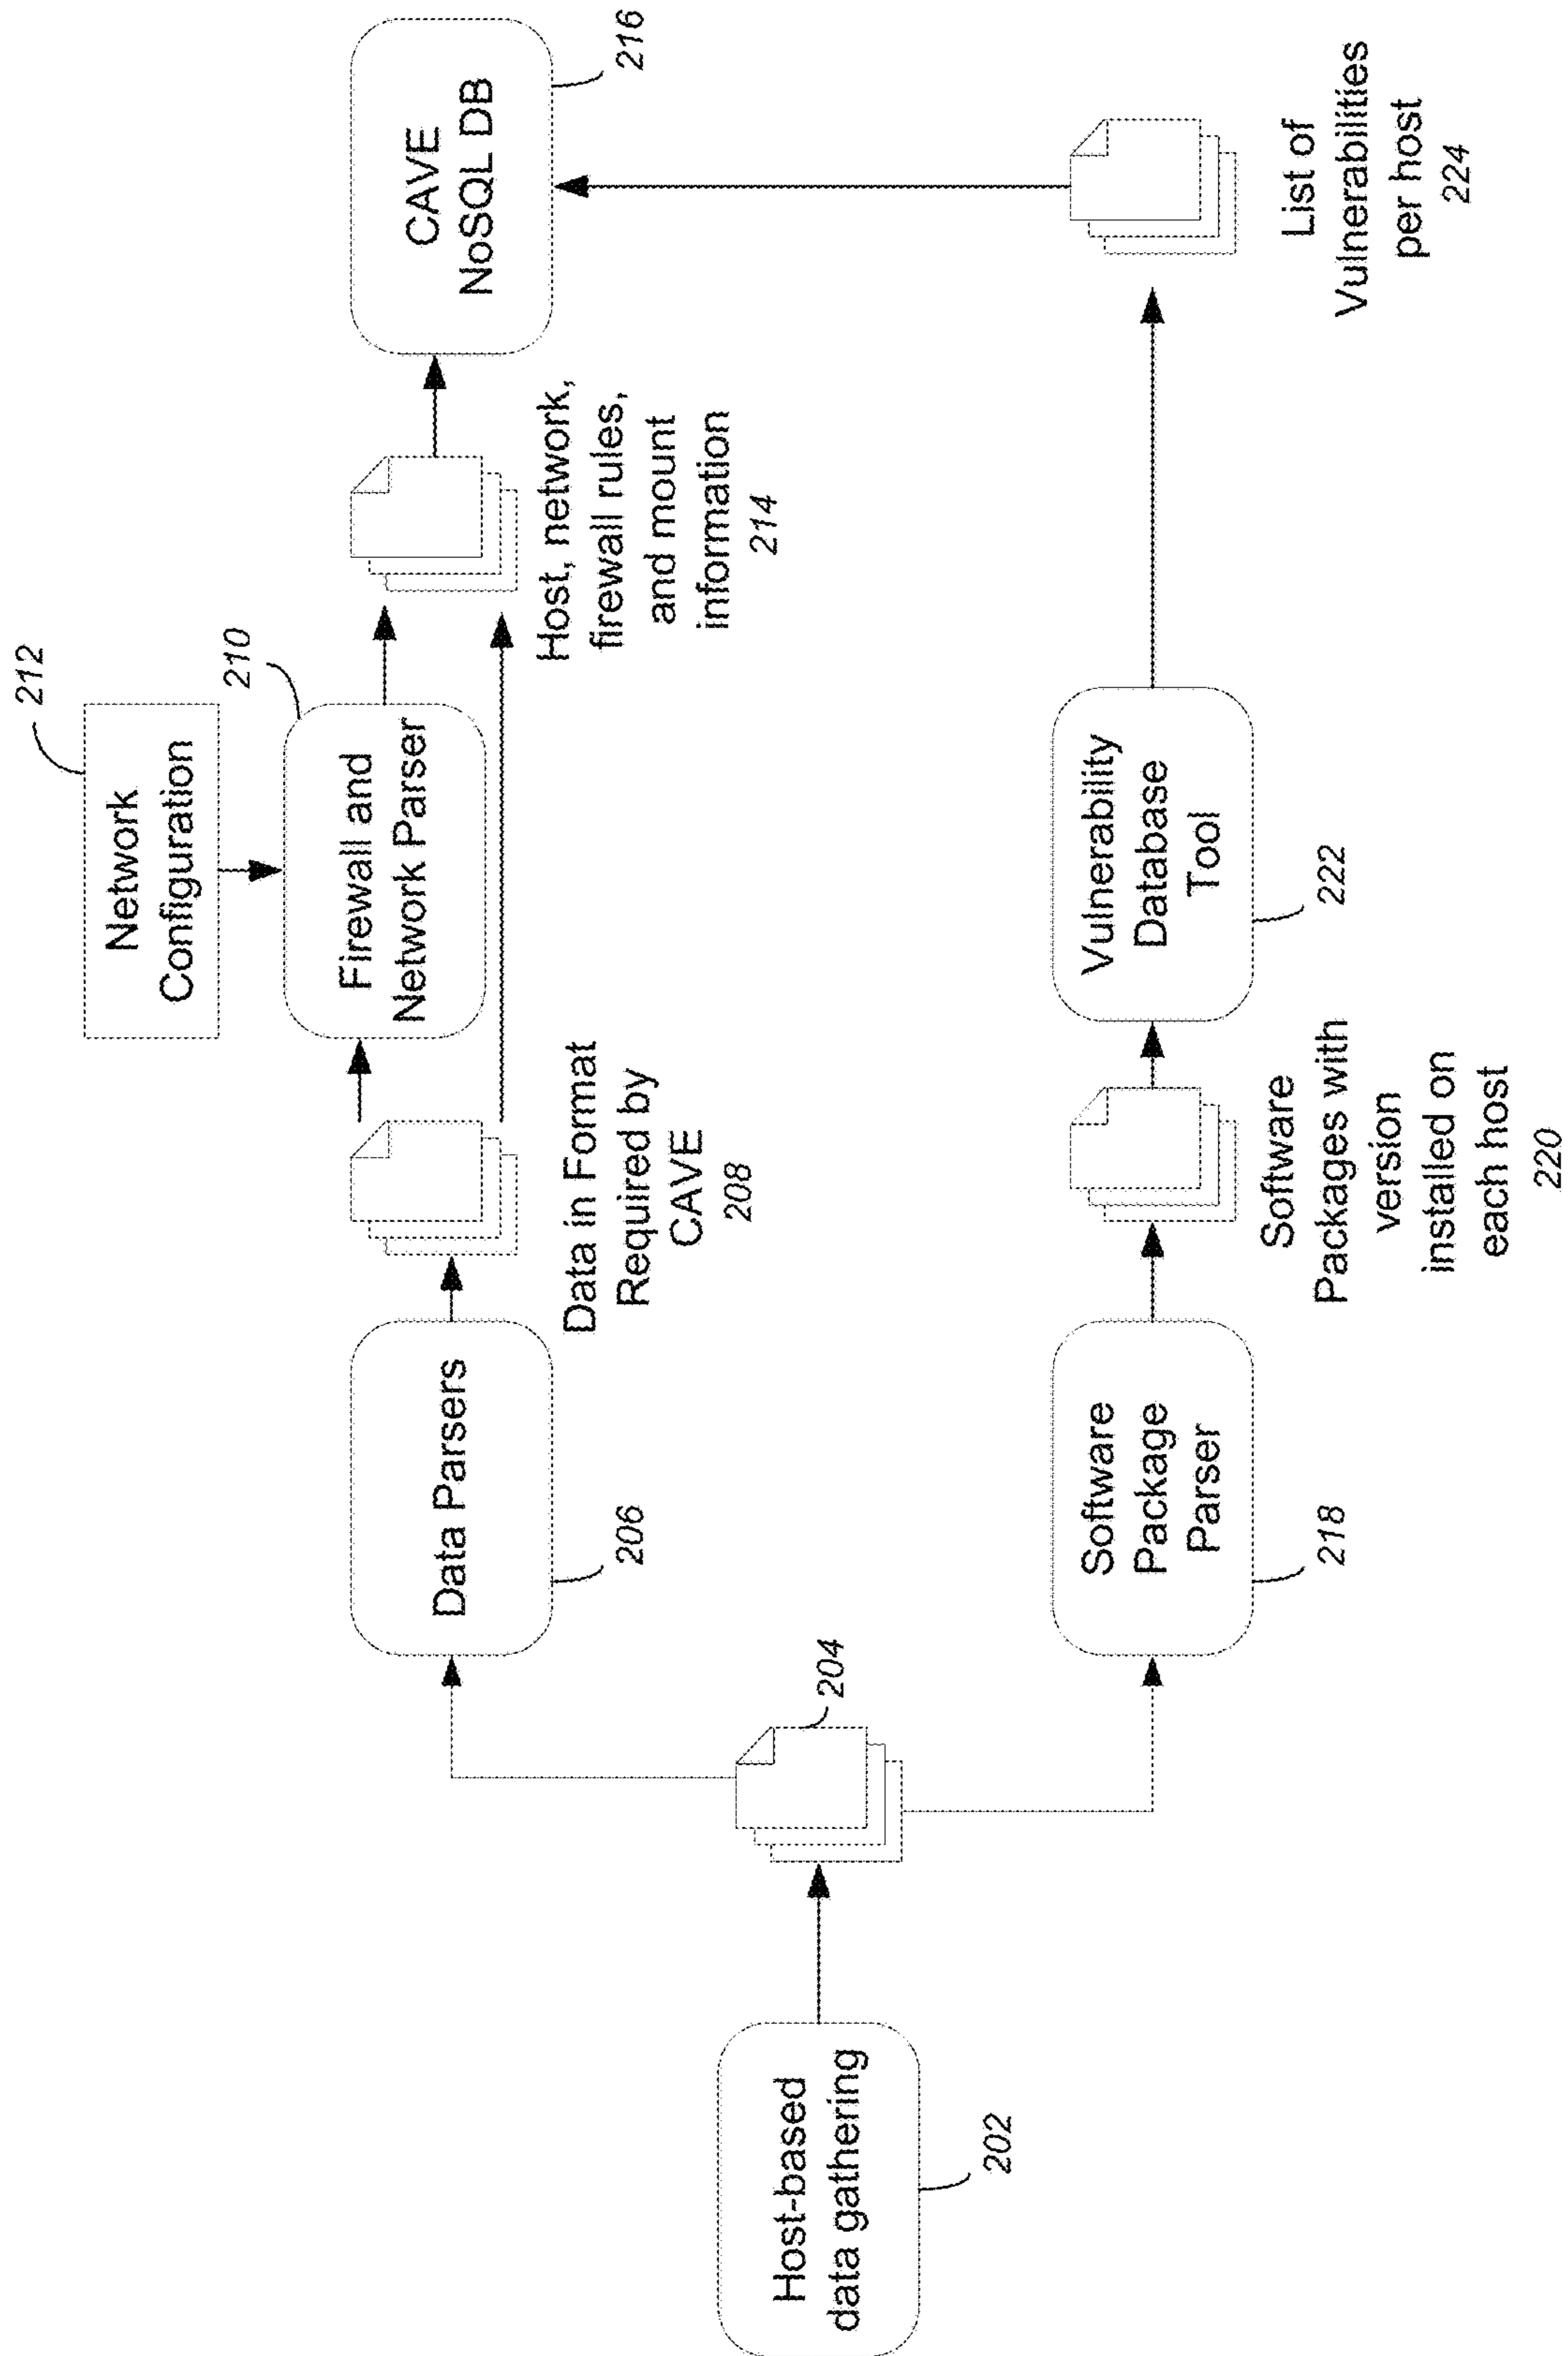 212
Network
Configuration
210
Firewall and
Network Parser
CAVE
NoSQL DB
216
Data Parsers
206
Data in Format
Required by
CAVE
208
Host, network,
firewall rules,
and mount
information
214
Host-based
data gathering
202
204
Software
Package
Parser
218
Software
Packages with
version
installed on
each host
220
Vulnerability
Database
Tool
222
List of
Vulnerabilities
per host
224